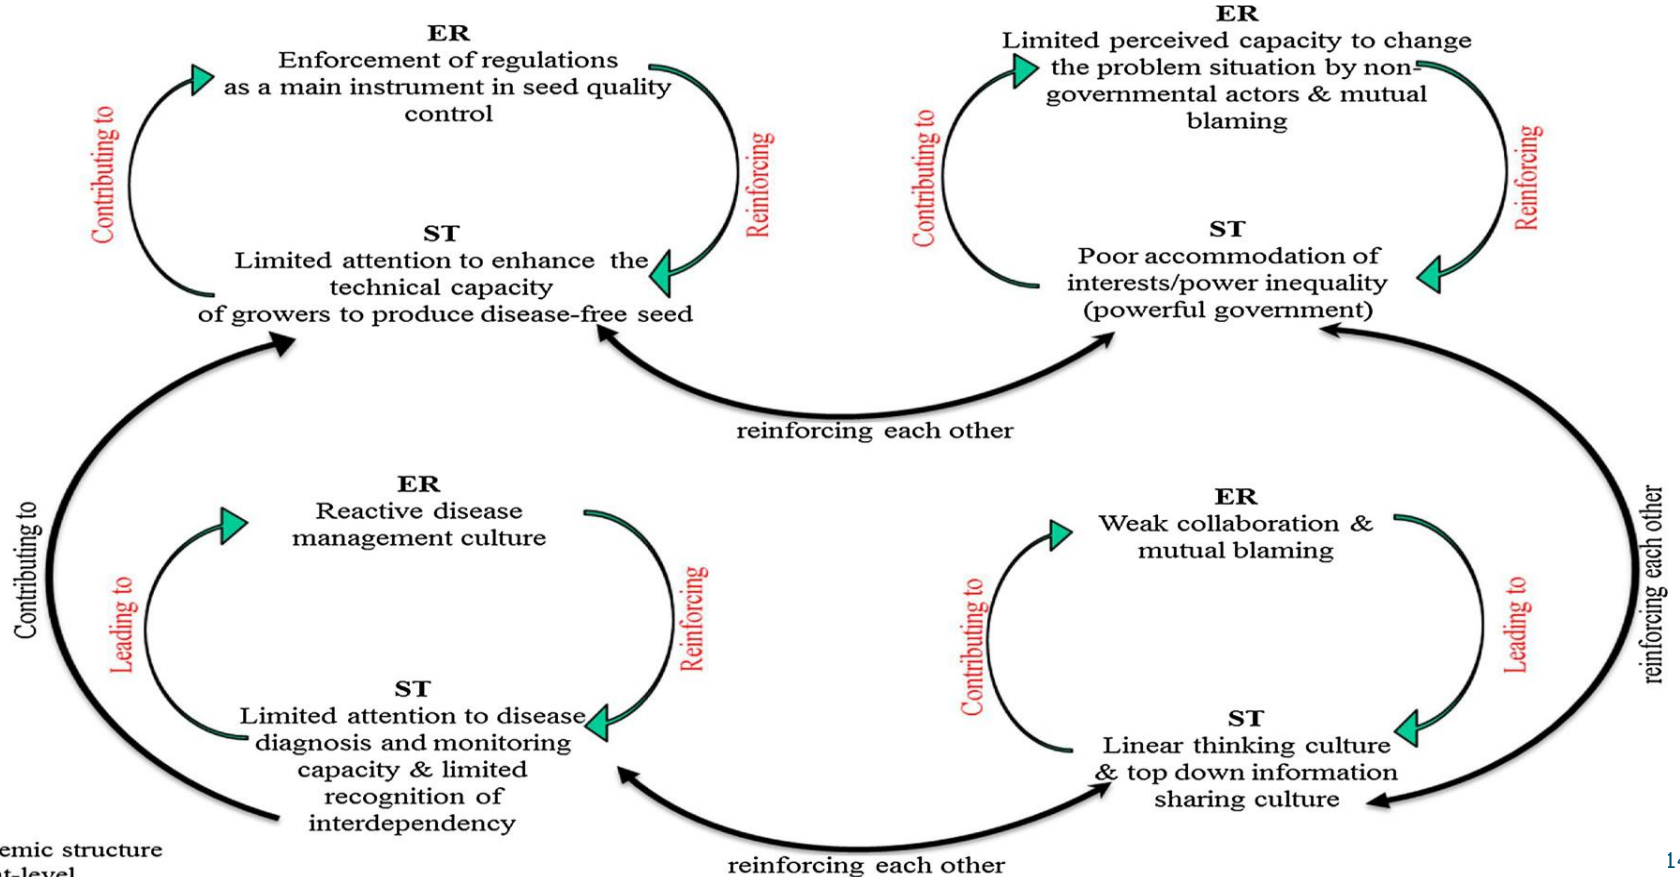 ER
Enforcement of regulations
as a main instrument in seed quality
control
Contributing to
Reinforcing
ST
Limited attention to enhance the
technical capacity
of growers to produce disease-free seed
ER
Limited perceived capacity to change
the problem situation by non-
governmental actors & mutual
blaming
Contributing to
Reinforcing
ST
Poor accommodation of
interests/power inequality
(powerful government)
reinforcing each other
Contributing to
ER
Reactive disease
management culture
Leading to
Reinforcing
ST
Limited attention to disease
diagnosis and monitoring
capacity & limited
recognition of
interdependency
ER
Weak collaboration &
mutual blaming
Contributing to
Leading to
ST
Linear thinking culture
& top down information
sharing culture
reinforcing each other
reinforcing each other
structure